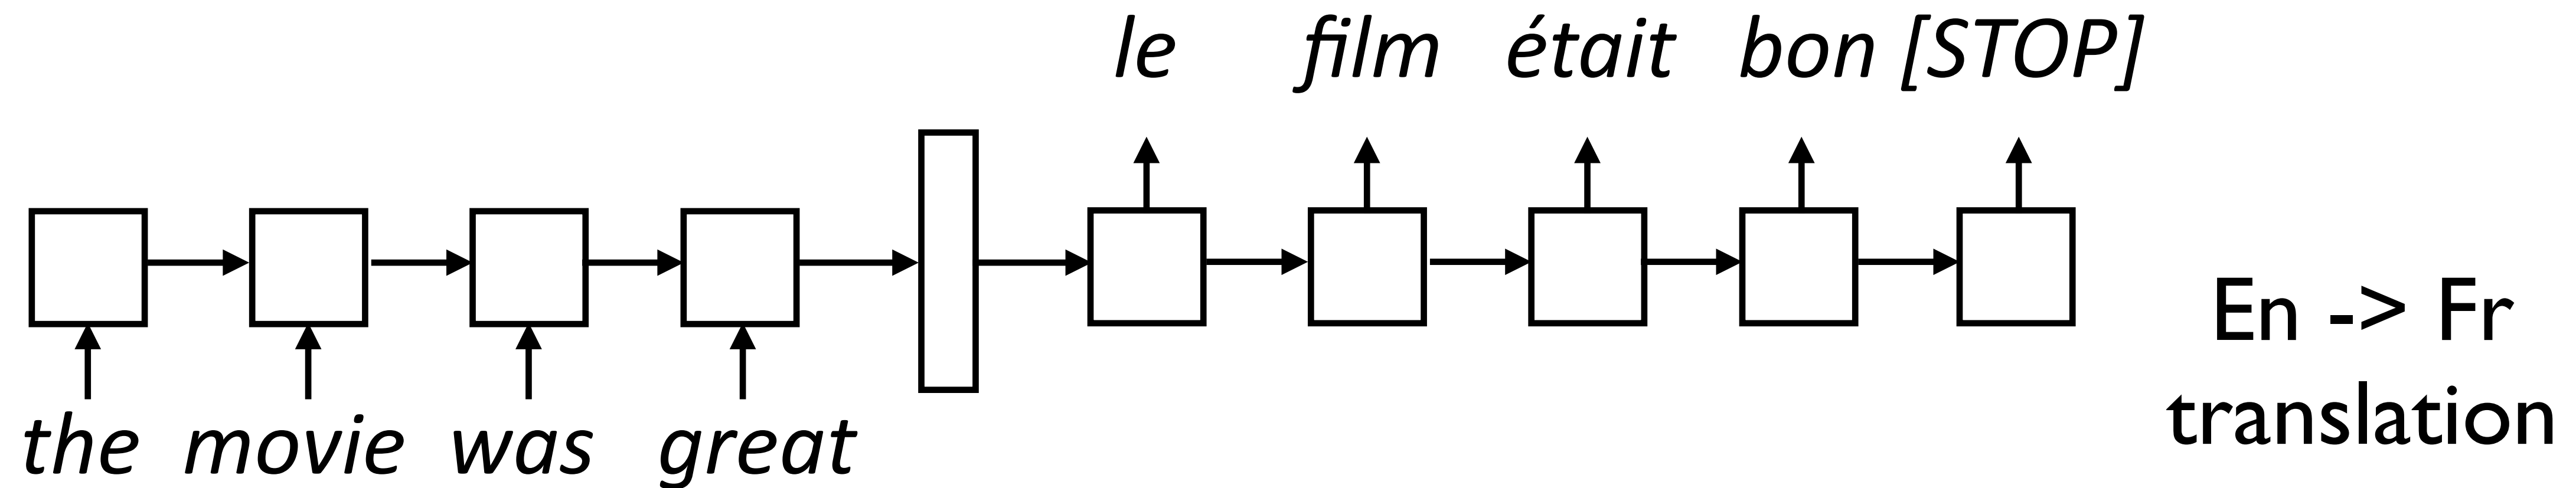 le film était bon [STOP]
the movie was great
En -> Fr
translation